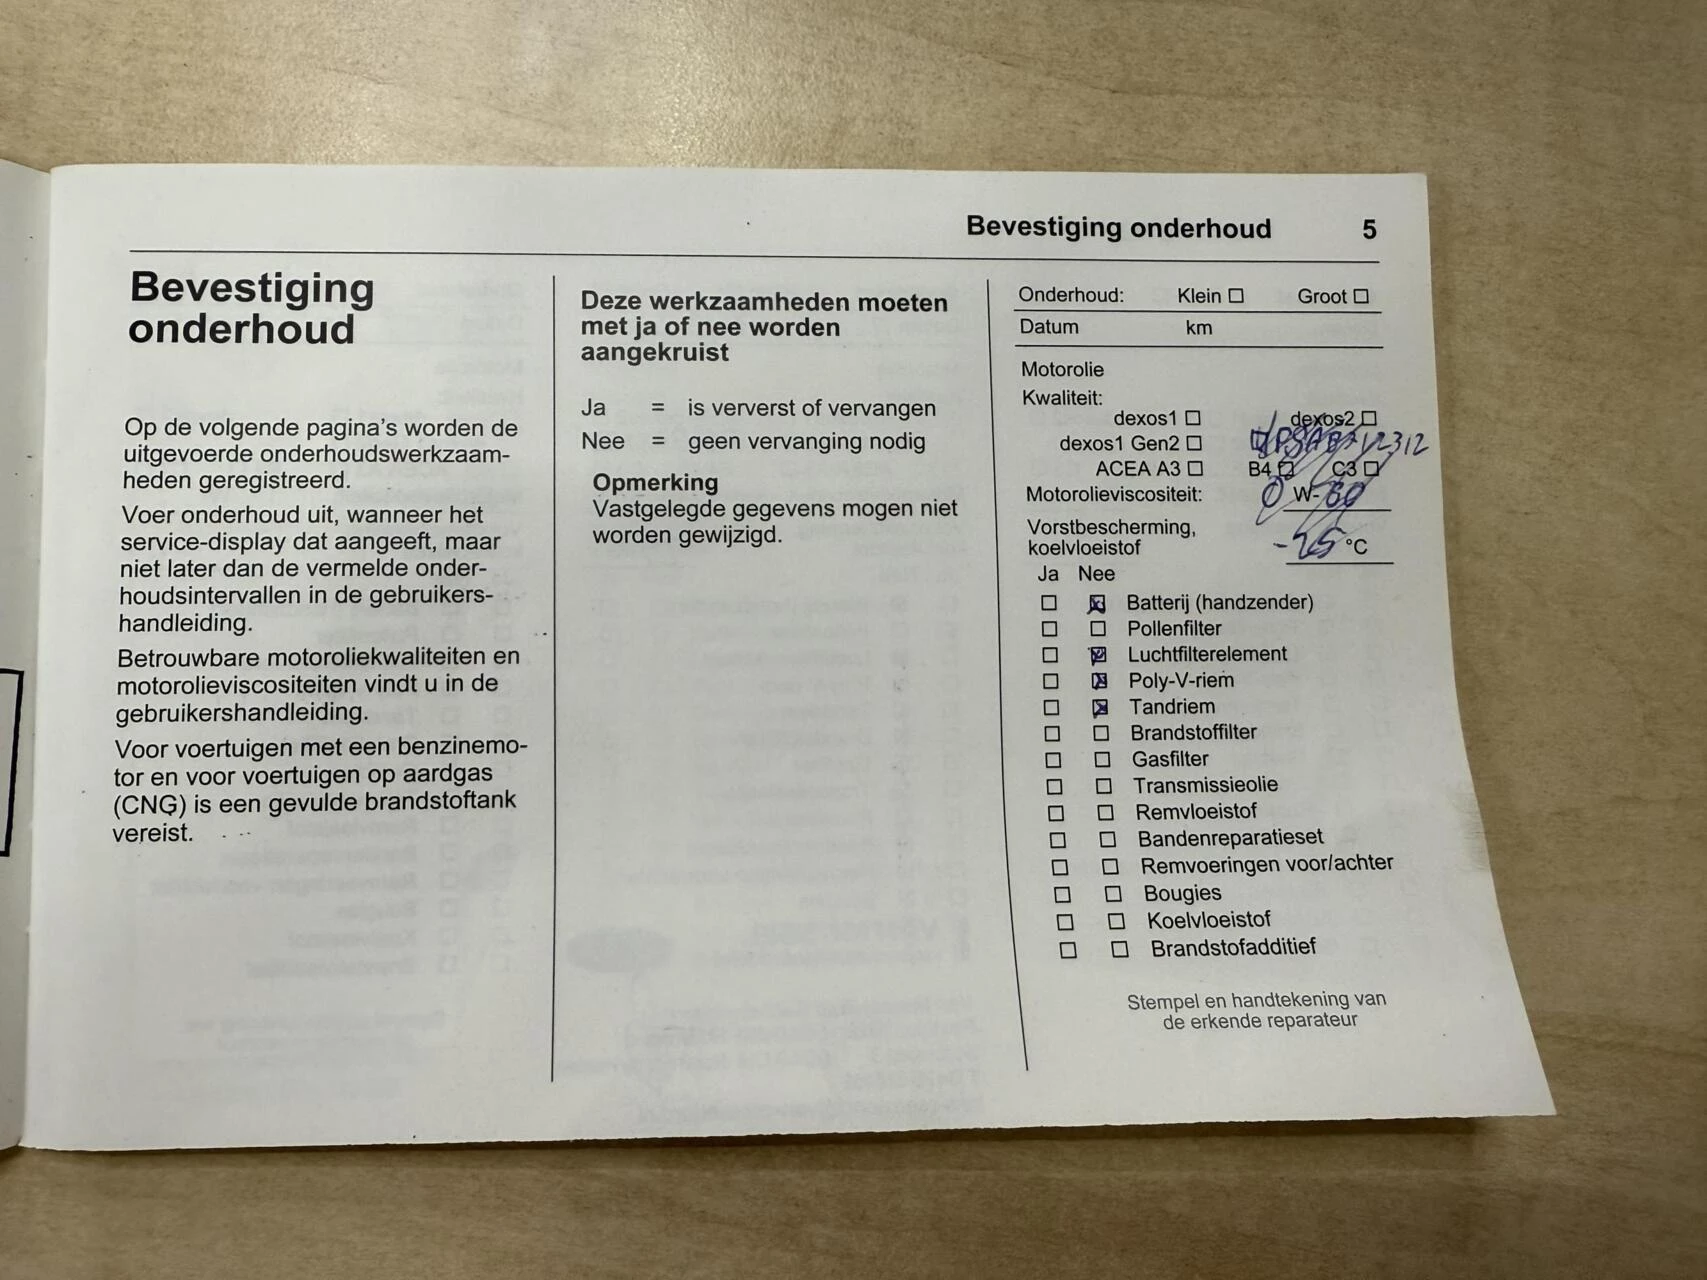 Bevestiging onderhoud 5
Bevestiging
onderhoud
Op de volgende pagina's worden de
uitgevoerde onderhoudswerkzaam-
heden geregistreerd.
Voer onderhoud uit, wanneer het
service-display dat aangeeft, maar
niet later dan de vermelde onder-
houdsintervallen in de gebruikers-
handleiding.
Betrouwbare motoroliekwaliteiten en
motorolieviscositeiten vindt u in de
gebruikershandleiding.
Voor voertuigen met een benzinemo-
tor en voor voertuigen op aardgas
(CNG) is een gevulde brandstoftank
vereist.
Deze werkzaamheden moeten
met ja of nee worden
aangekruist
Ja = is ververst of vervangen
Nee = geen vervanging nodig
Opmerking
Vastgelegde gegevens mogen niet
worden gewijzigd.
Onderhoud: Klein ☐ Groot ☐
Datum km
Motorolie
Kwaliteit:
dexos1 ☐ dexos2 ☐
dexos1 Gen2 ☐
ACEA A3 ☐ B4 ☐ C3 ☐
Motorolieviscositeit: 0 W-
Vorstbescherming,
koelvloeistof -25 °C
Ja Nee
☐ ☒ Batterij (handzender)
☐ ☐ Pollenfilter
☐ ☒ Luchtfilterelement
☐ ☒ Poly-V-riem
☐ ☒ Tandriem
☐ ☐ Brandstoffilter
☐ ☐ Gasfilter
☐ ☐ Transmissieolie
☐ ☐ Remvloeistof
☐ ☐ Bandenreparatieset
☐ ☐ Remvoeringen voor/achter
☐ ☐ Bougies
☐ ☐ Koelvloeistof
☐ ☐ Brandstofadditief
Stempel en handtekening van
de erkende reparateur